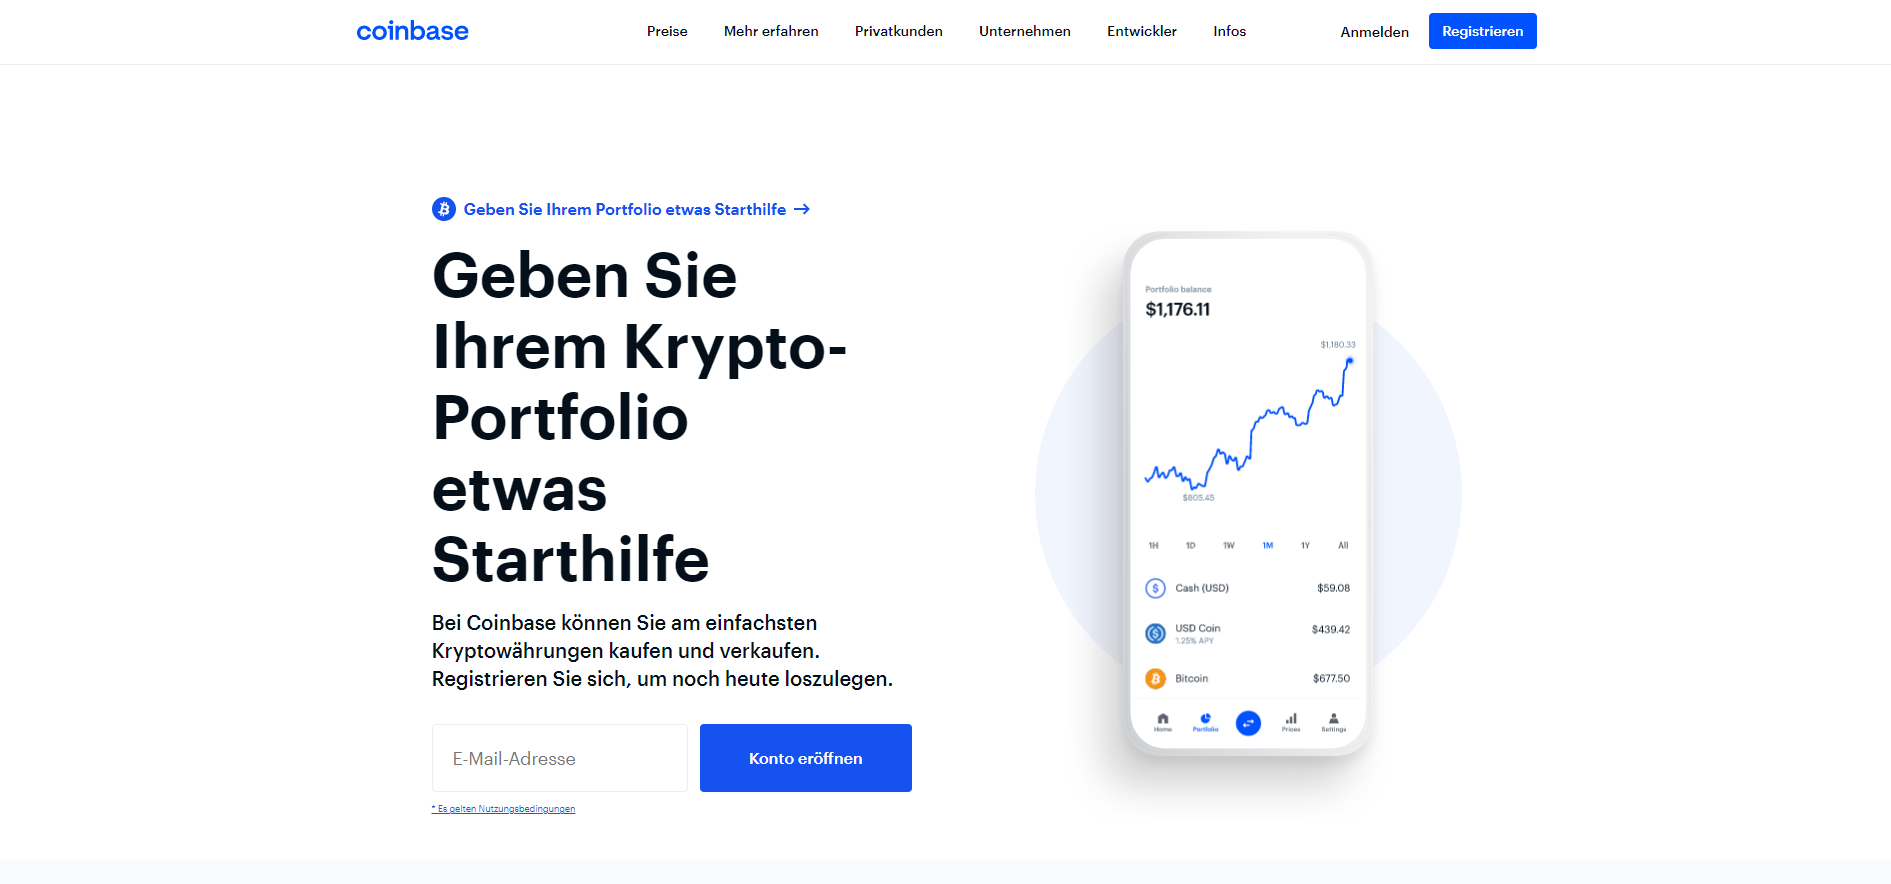 coinbase
Preise Mehr erfahren Privatkunden Unternehmen Entwickler Infos Anmelden Registrieren
Geben Sie Ihrem Portfolio etwas Starthilfe →
Geben Sie
Ihrem Krypto-
Portfolio
etwas
Starthilfe
Bei Coinbase können Sie am einfachsten
Kryptowährungen kaufen und verkaufen.
Registrieren Sie sich, um noch heute loszulegen.
E-Mail-Adresse
Konto eröffnen
* Es gelten Nutzungsbedingungen
Portfolio balance
$1,176.11
$1,180.33
$805.45
1H 1D 1W 1M 1Y All
Cash (USD) $59.08
USD Coin $439.42
1.25% APY
Bitcoin $677.50
Home Portfolio Prices Settings